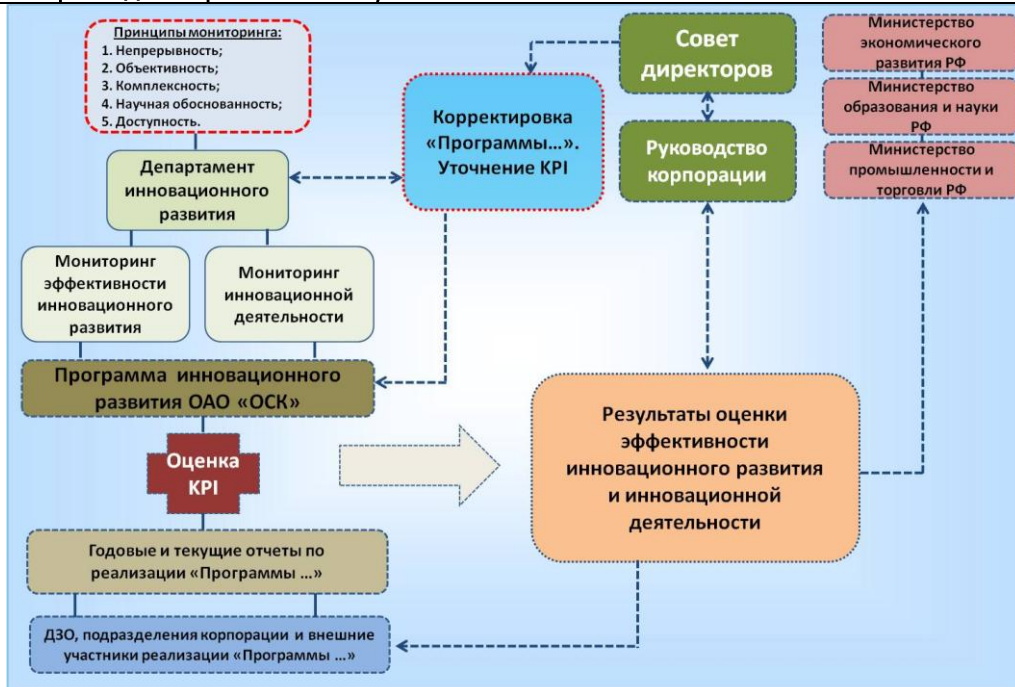 Принципы мониторинга:
1. Непрерывность;
2. Объективность;
3. Комплексность;
4. Научная обоснованность;
5. Доступность.
Департамент
инновационного
развития
Мониторинг
эффективности
инновационного
развития
Мониторинг
инновационной
деятельности
Программа инновационного
развития ОАО «ОСК»
Оценка
KPI
Годовые и текущие отчеты по
реализации «Программы ...»
ДЗО, подразделения корпорации и внешние
участники реализации «Программы ...»
Корректировка
«Программы...».
Уточнение KPI
Совет
директоров
Руководство
корпорации
Министерство
экономического
развития РФ
Министерство
образования и науки
РФ
Министерство
промышленности и
торговли РФ
Результаты оценки
эффективности
инновационного развития
и инновационной
деятельности